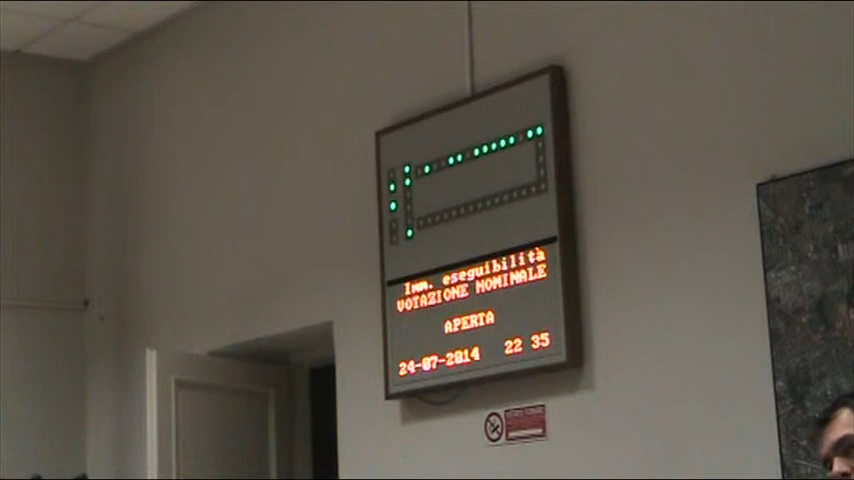 Imm. eseguibilità
VOTAZIONE NOMINALE
APERTA
24-07-2014 22 35